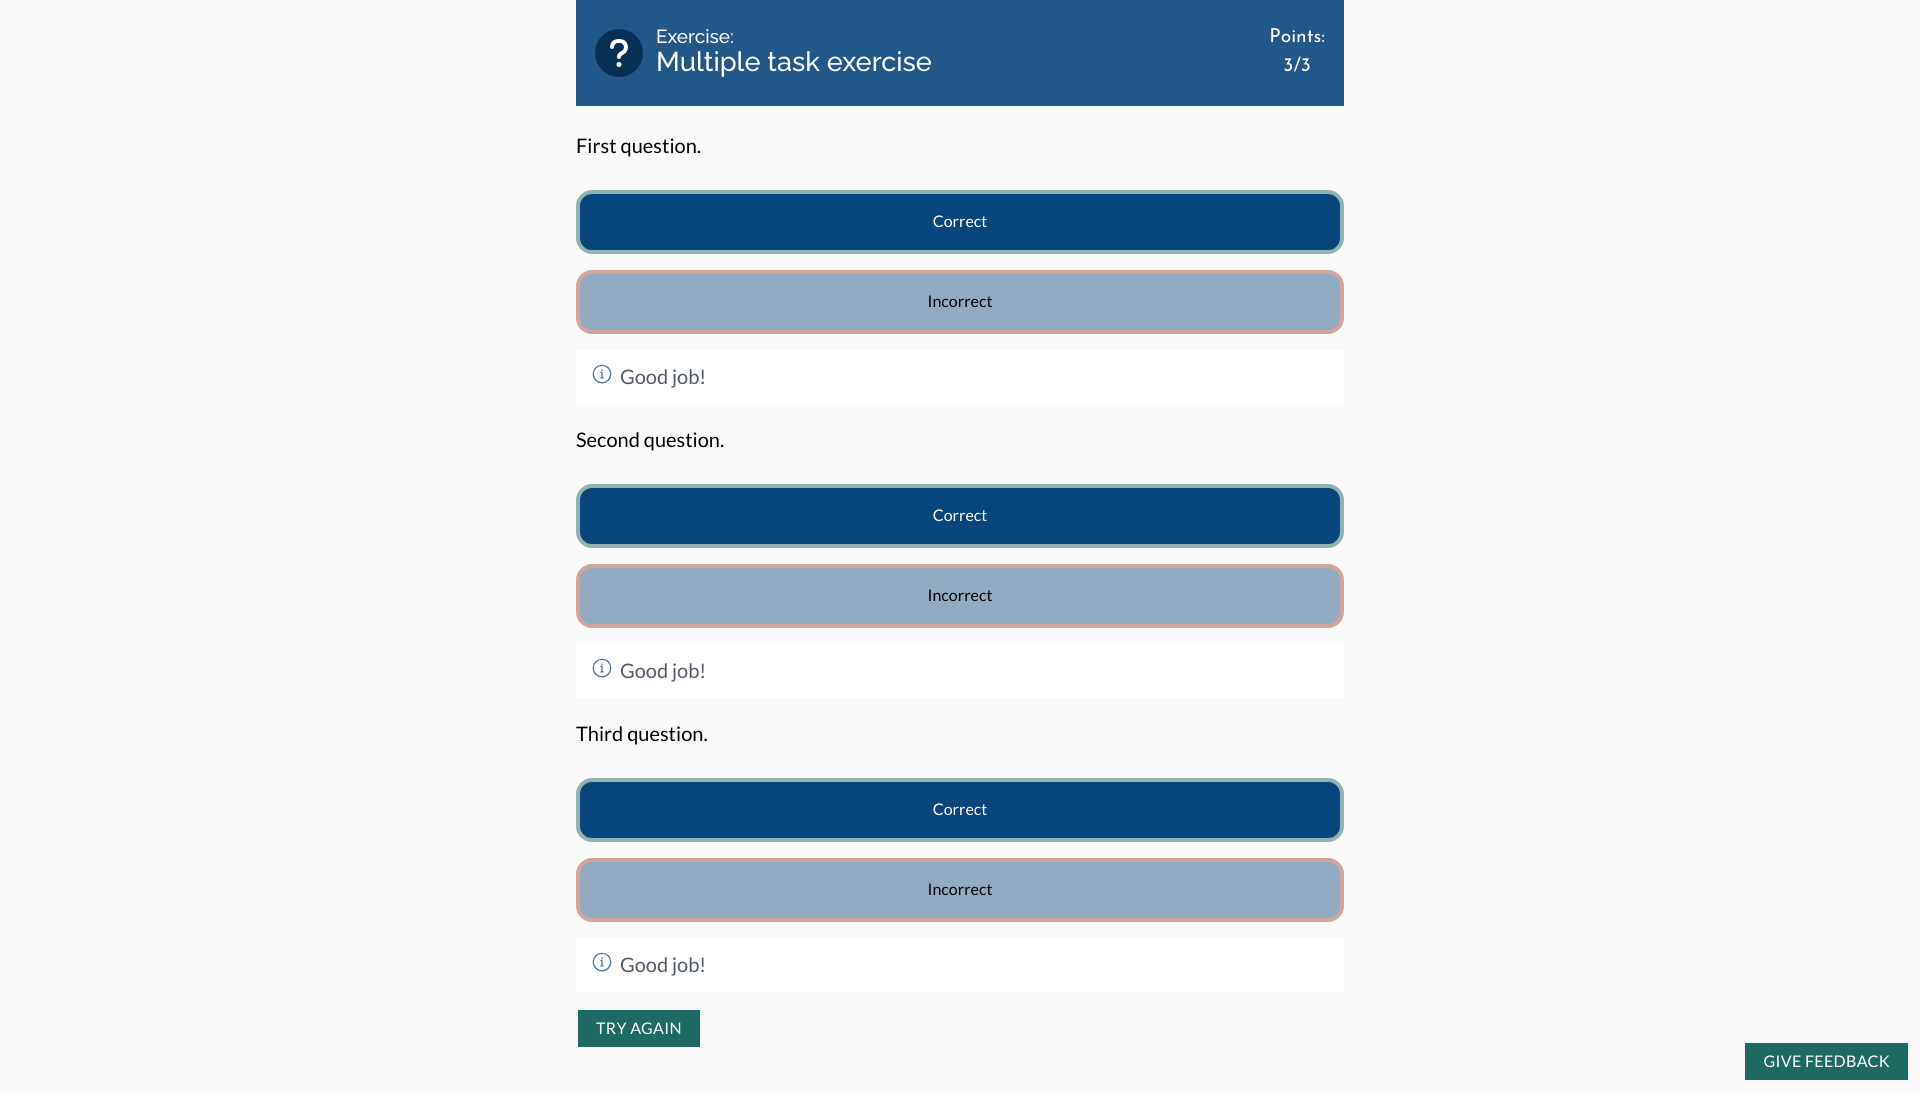 ?
Exercise:
Multiple task exercise
Points:
3/3
First question.
Correct
Incorrect
Good job!
Second question.
Correct
Incorrect
Good job!
Third question.
Correct
Incorrect
Good job!
TRY AGAIN
GIVE FEEDBACK